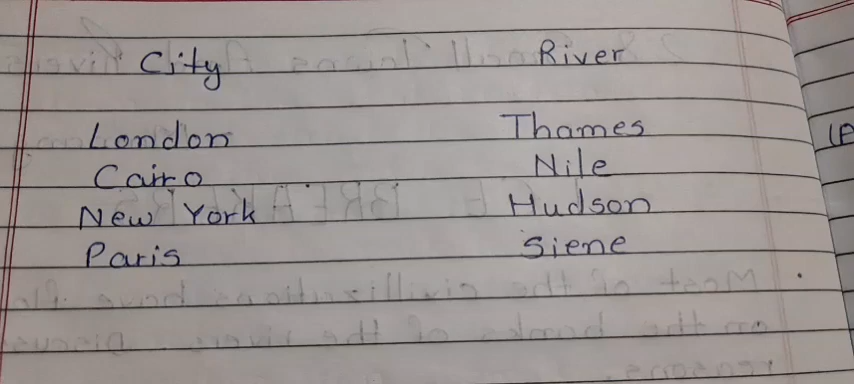 City River
London Thames
Cairo Nile
New York Hudson
Paris Siene